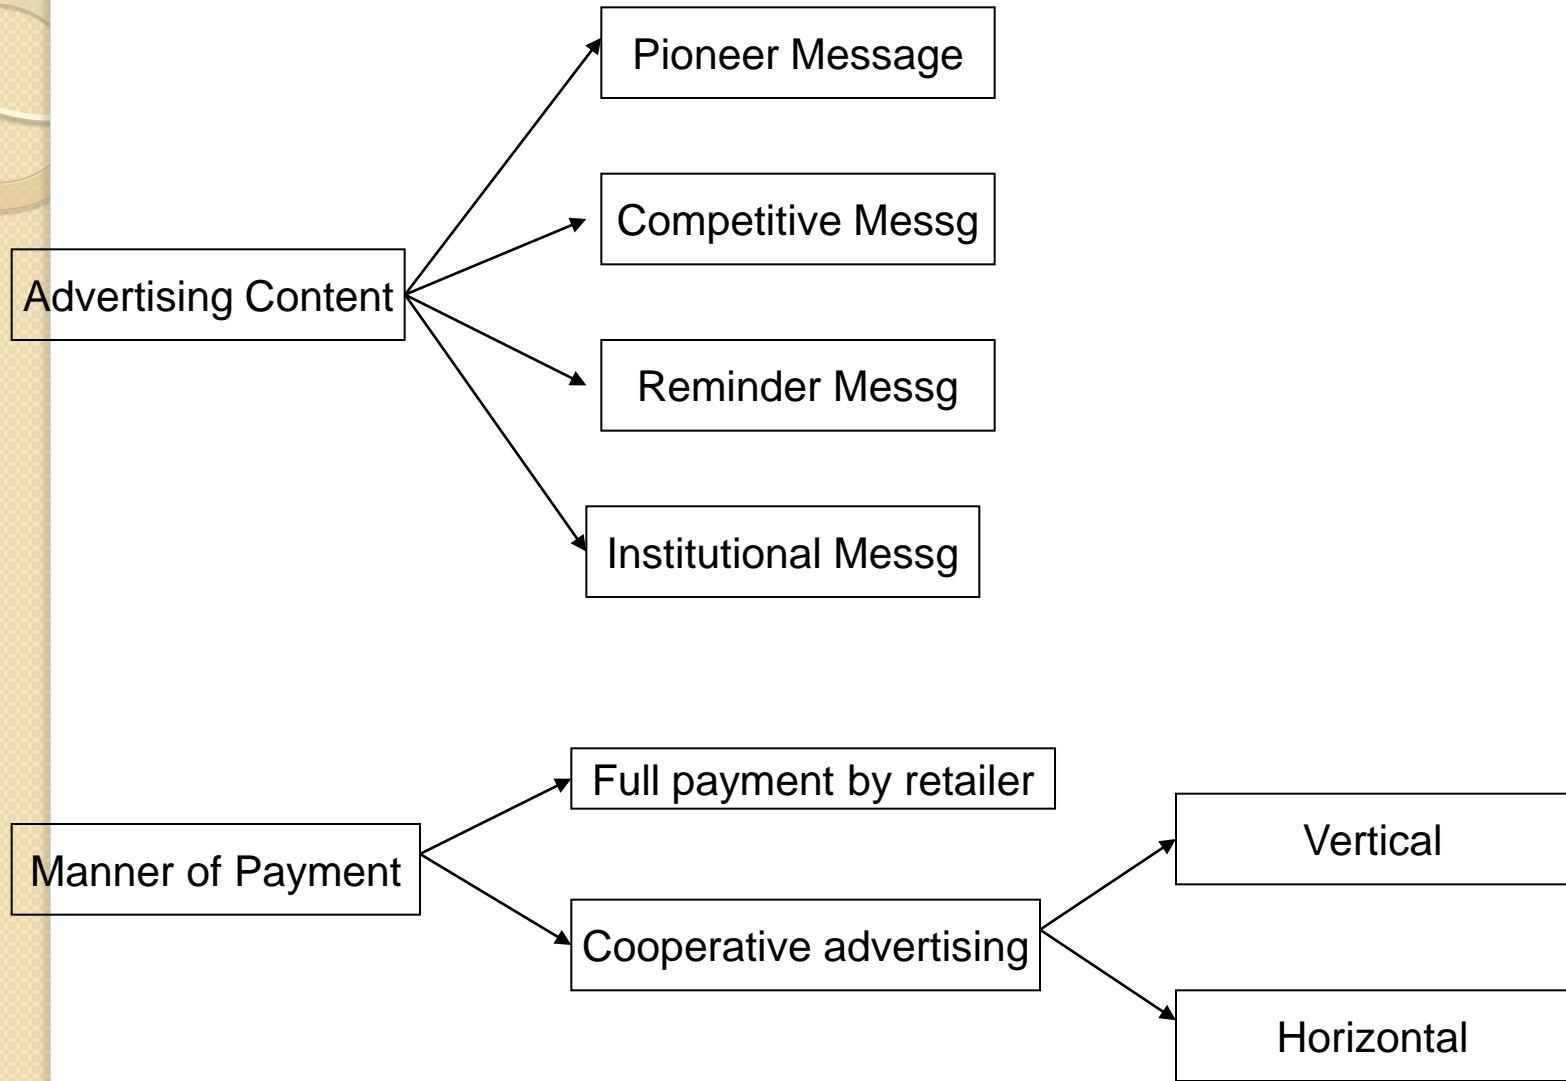 Pioneer Message
Competitive Messg
Advertising Content
Reminder Messg
Institutional Messg
Full payment by retailer
Vertical
Manner of Payment
Cooperative advertising
Horizontal